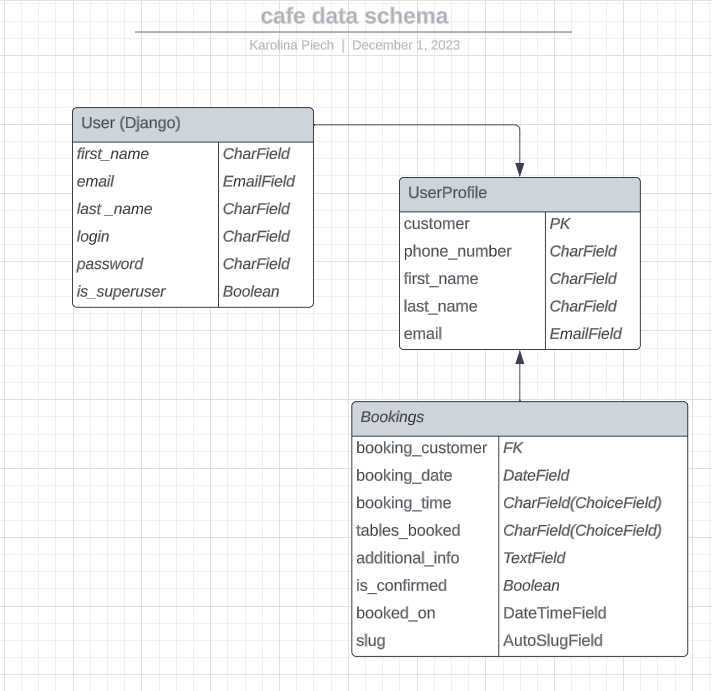 cafe data schema
Karolina Piech | December 1, 2023
User (Django)
first_name CharField
email EmailField
last _name CharField
login CharField
password CharField
is_superuser Boolean
UserProfile
customer PK
phone_number CharField
first_name CharField
last_name CharField
email EmailField
Bookings
booking_customer FK
booking_date DateField
booking_time CharField(ChoiceField)
tables_booked CharField(ChoiceField)
additional_info TextField
is_confirmed Boolean
booked_on DateTimeField
slug AutoSlugField